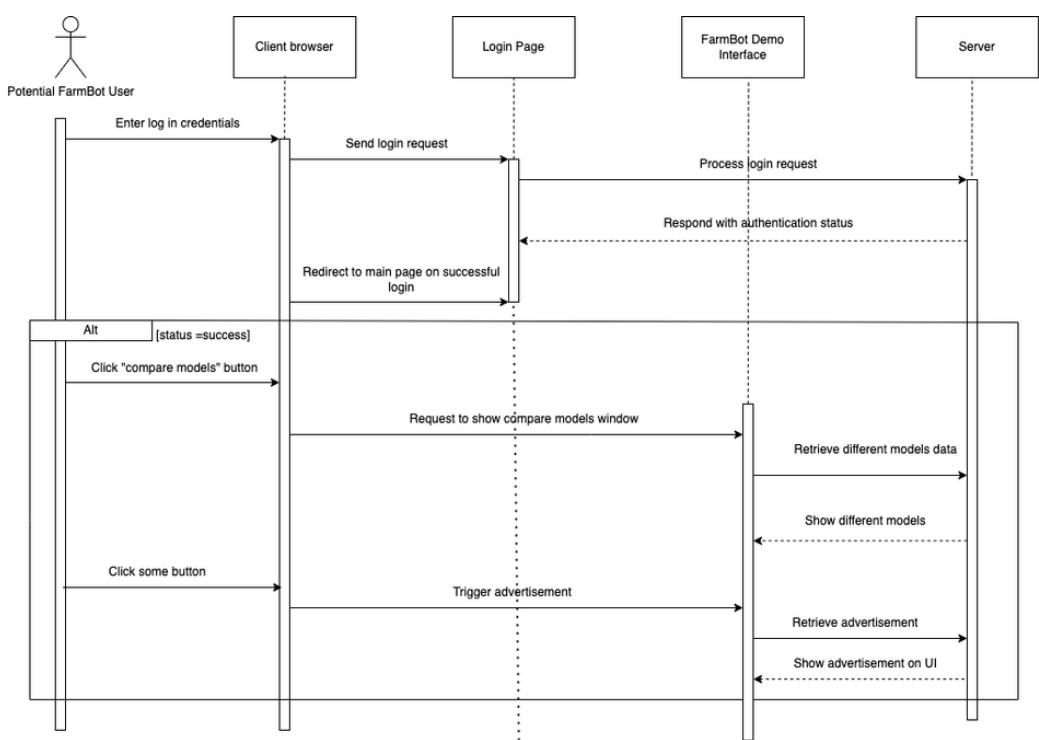 Potential FarmBot User
Client browser
Login Page
FarmBot Demo
Interface
Server
Enter log in credentials
Send login request
Process login request
Respond with authentication status
Redirect to main page on successful
login
Alt
[status =success]
Click "compare models" button
Request to show compare models window
Retrieve different models data
Show different models
Click some button
Trigger advertisement
Retrieve advertisement
Show advertisement on UI